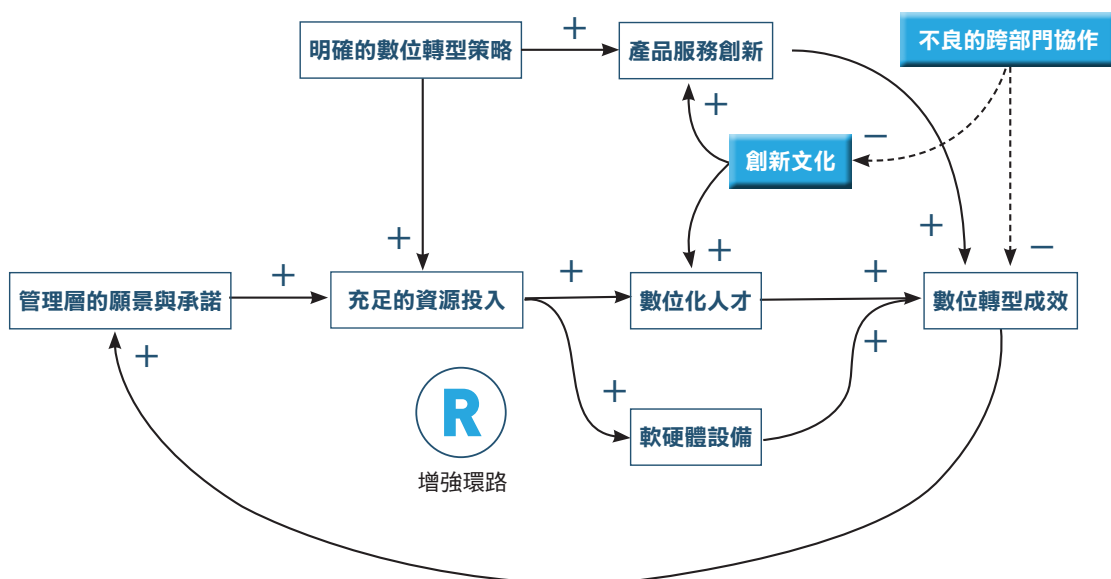 明確的數位轉型策略
+
產品服務創新
不良的跨部門協作
+
−
創新文化
+
+
+
−
管理層的願景與承諾
+
充足的資源投入
+
數位化人才
+
數位轉型成效
+
+
+
軟硬體設備
R
增強環路